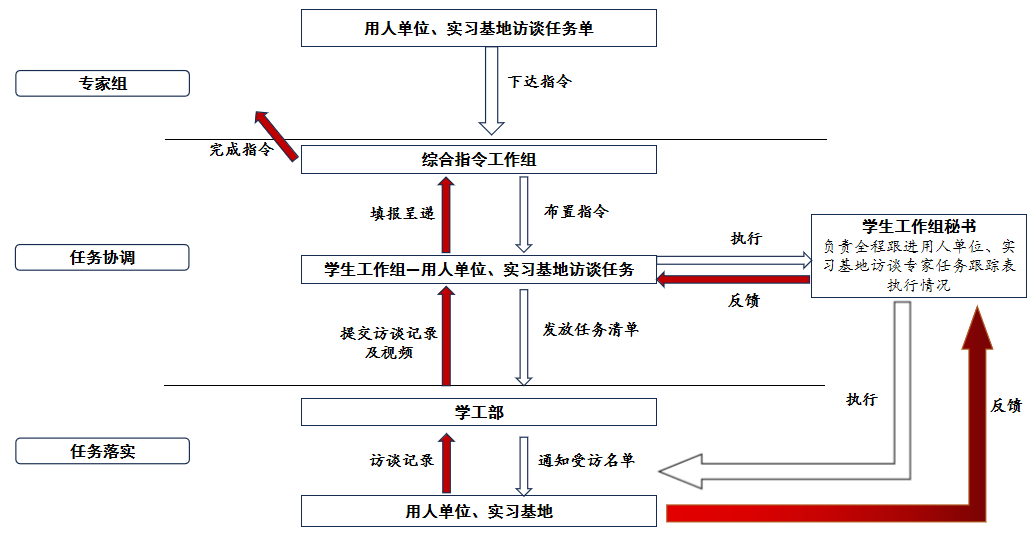 用人单位、实习基地访谈任务单
专家组
下达指令
完成指令
综合指令工作组
填报呈递
布置指令
学生工作组秘书
负责全程跟进用人单位、实
习基地访谈专家任务跟踪表
执行情况
任务协调
执行
学生工作组—用人单位、实习基地访谈任务
反馈
提交访谈记录
及视频
发放任务清单
执行
反馈
学工部
任务落实
访谈记录
通知受访名单
用人单位、实习基地